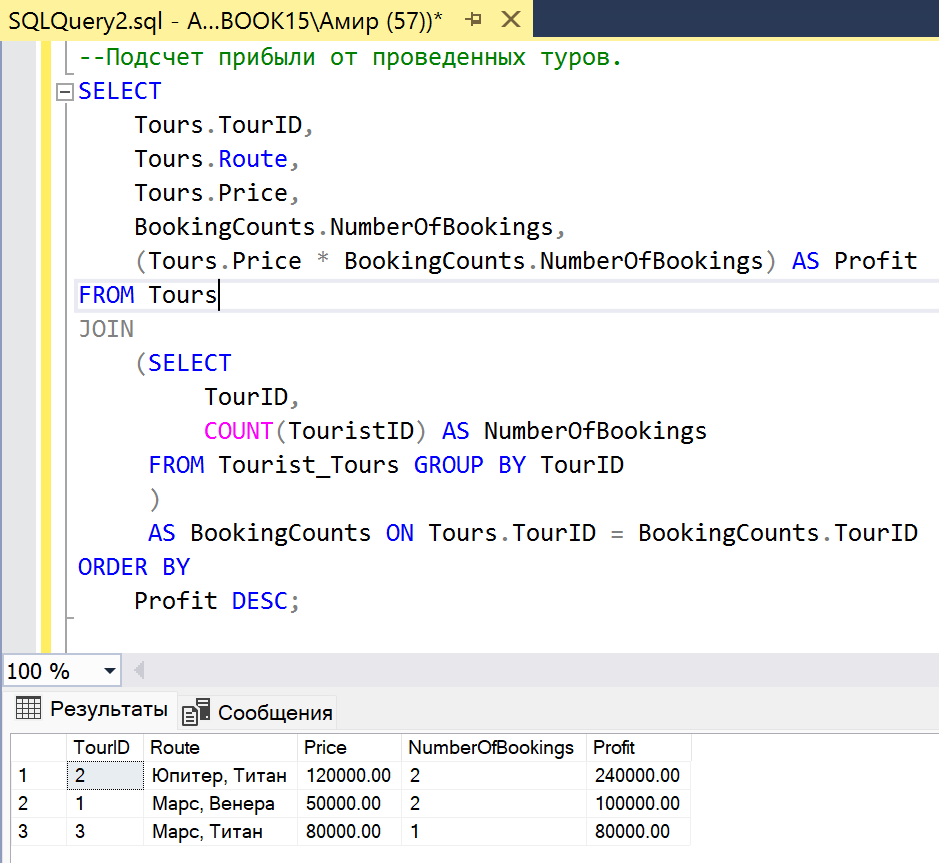 SQLQuery2.sql - A...BOOK15\Амир (57))*
--Подсчет прибыли от проведенных туров.
SELECT
Tours.TourID,
Tours.Route,
Tours.Price,
BookingCounts.NumberOfBookings,
(Tours.Price * BookingCounts.NumberOfBookings) AS Profit
FROM Tours
JOIN
(SELECT
TourID,
COUNT(TouristID) AS NumberOfBookings
FROM Tourist_Tours GROUP BY TourID
)
AS BookingCounts ON Tours.TourID = BookingCounts.TourID
ORDER BY
Profit DESC;
100 %
Результаты Сообщения
TourID Route Price NumberOfBookings Profit
1 2 Юпитер, Титан 120000.00 2 240000.00
2 1 Марс, Венера 50000.00 2 100000.00
3 3 Марс, Титан 80000.00 1 80000.00